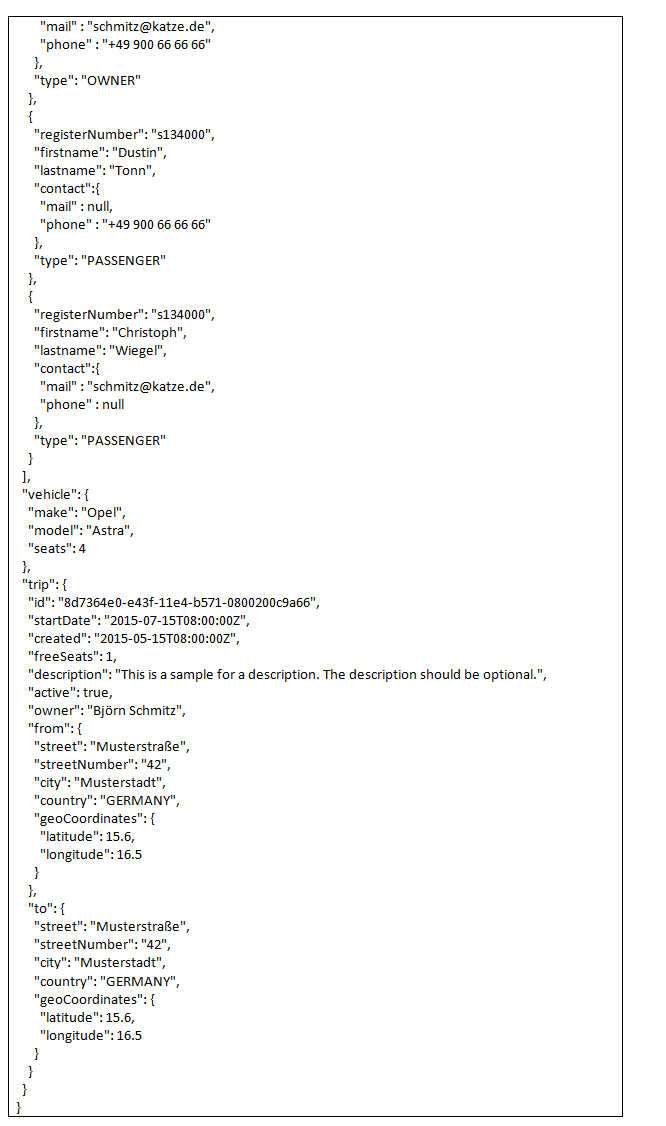 "mail" : "schmitz@katze.de",
"phone" : "+49 900 66 66 66"
},
"type": "OWNER"
},
{
"registerNumber": "s134000",
"firstname": "Dustin",
"lastname": "Tonn",
"contact":{
"mail" : null,
"phone" : "+49 900 66 66 66"
},
"type": "PASSENGER"
},
{
"registerNumber": "s134000",
"firstname": "Christoph",
"lastname": "Wiegel",
"contact":{
"mail" : "schmitz@katze.de",
"phone" : null
},
"type": "PASSENGER"
}
],
"vehicle": {
"make": "Opel",
"model": "Astra",
"seats": 4
},
"trip": {
"id": "8d7364e0-e43f-11e4-b571-0800200c9a66",
"startDate": "2015-07-15T08:00:00Z",
"created": "2015-05-15T08:00:00Z",
"freeSeats": 1,
"description": "This is a sample for a description. The description should be optional.",
"active": true,
"owner": "Björn Schmitz",
"from": {
"street": "Musterstraße",
"streetNumber": "42",
"city": "Musterstadt",
"country": "GERMANY",
"geoCoordinates": {
"latitude": 15.6,
"longitude": 16.5
}
},
"to": {
"street": "Musterstraße",
"streetNumber": "42",
"city": "Musterstadt",
"country": "GERMANY",
"geoCoordinates": {
"latitude": 15.6,
"longitude": 16.5
}
}
}
}